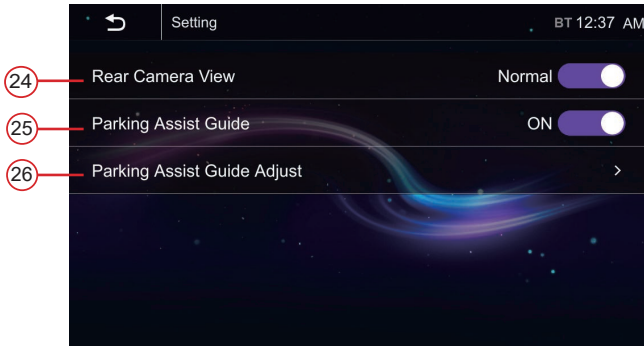 Setting BT 12:37 AM
24 Rear Camera View Normal
25 Parking Assist Guide ON
26 Parking Assist Guide Adjust >